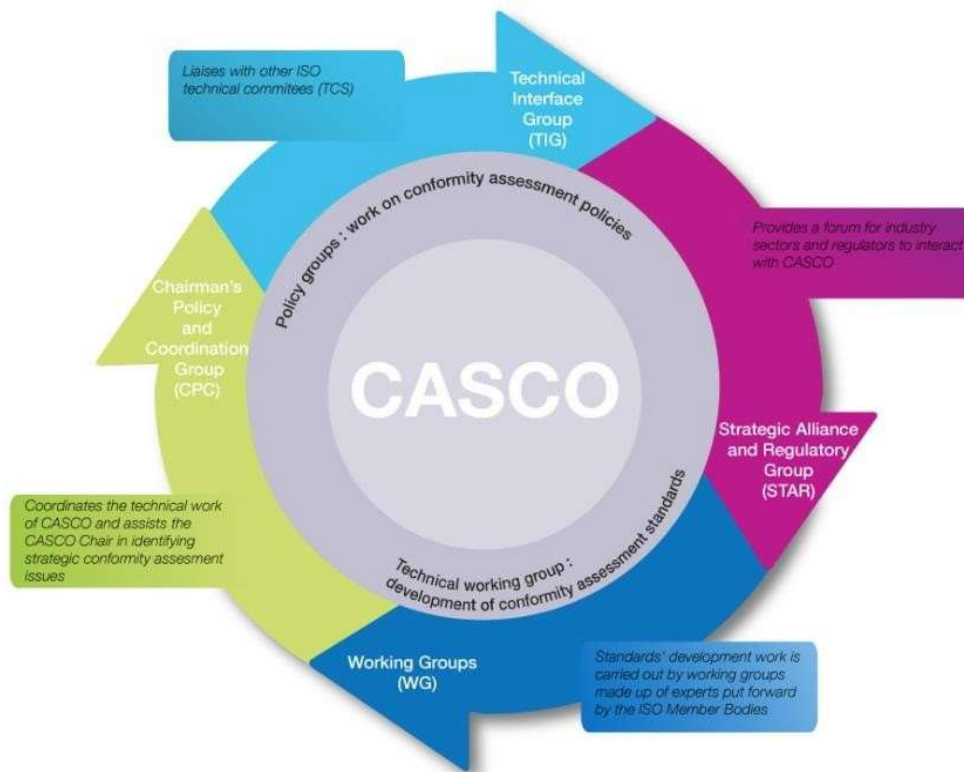 Liaises with other ISO
technical commitees (TCS)
Technical
Interface
Group
(TIG)
Policy groups : work on conformity assessment policies
Provides a forum for industry
sectors and regulators to interact
with CASCO
Chairman's
Policy
and
Coordination
Group
(CPC)
CASCO
Strategic Alliance
and Regulatory
Group
(STAR)
Coordinates the technical work
of CASCO and assists the
CASCO Chair in identifying
strategic conformity assesment
issues
Technical working group :
development of conformity assessment standards
Working Groups
(WG)
Standards' development work is
carried out by working groups
made up of experts put forward
by the ISO Member Bodies